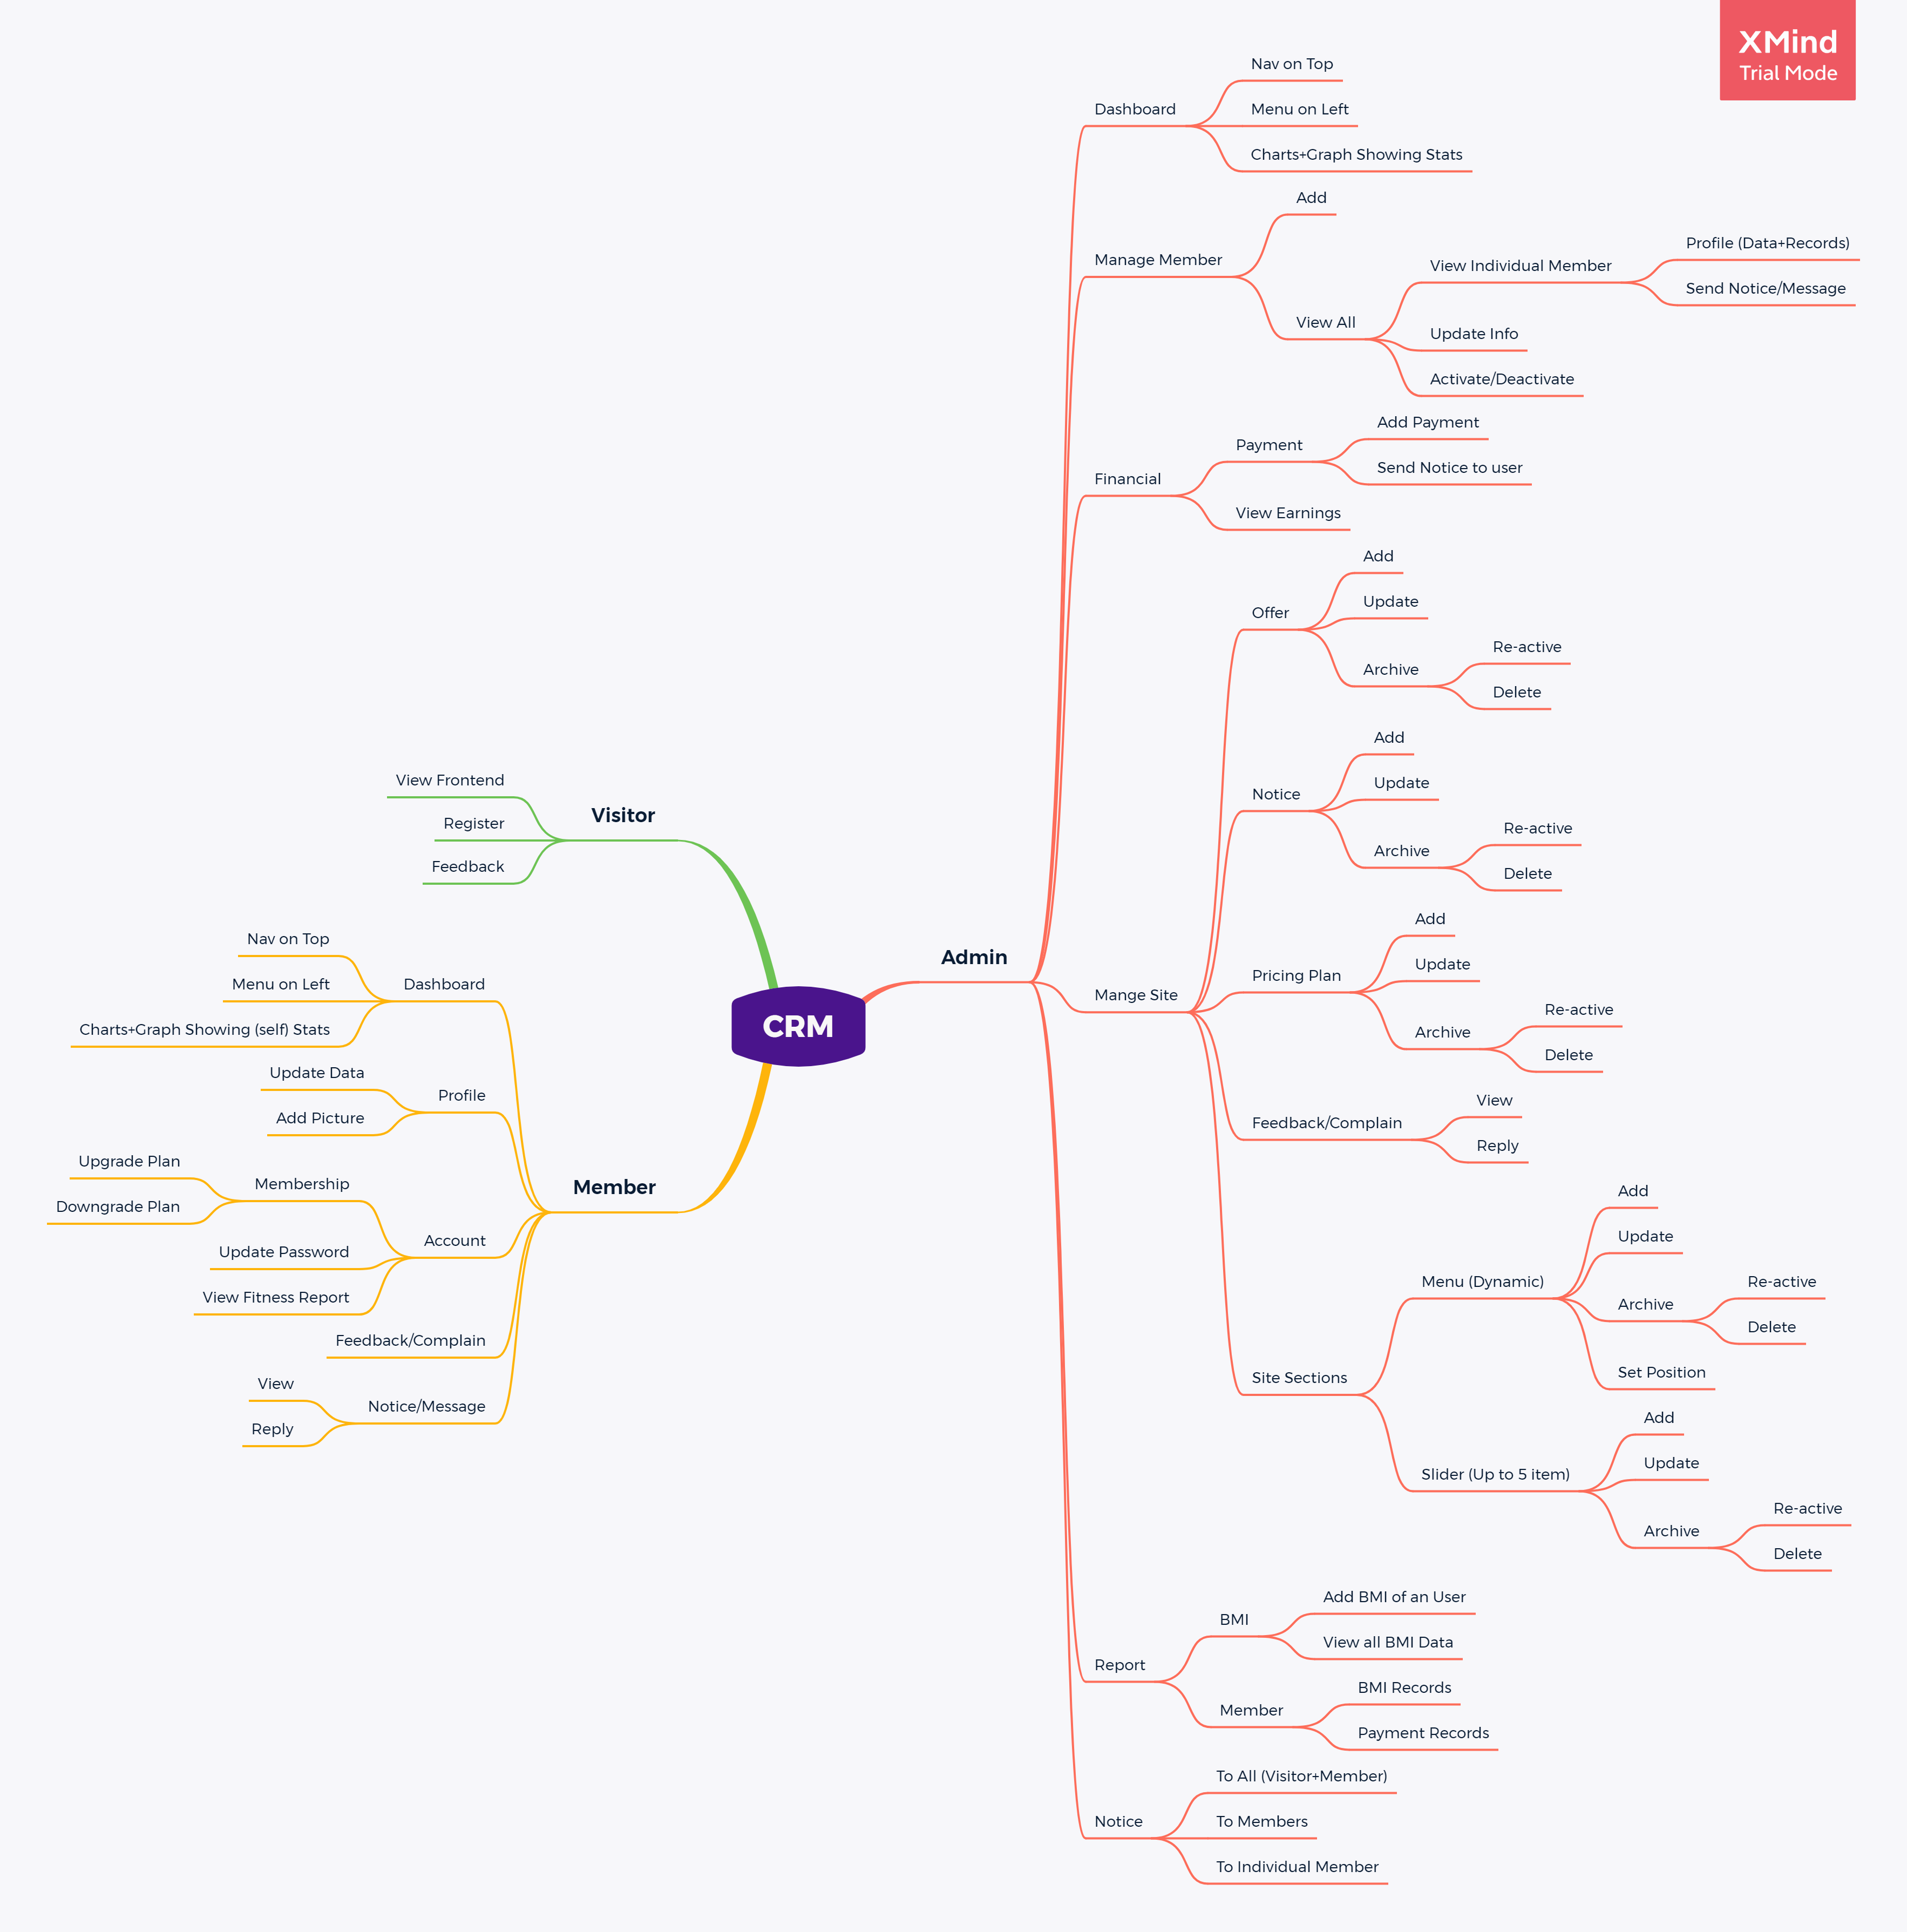 XMind
Trial Mode
CRM
Admin
Dashboard
Nav on Top
Menu on Left
Charts+Graph Showing Stats
Manage Member
Add
View All
View Individual Member
Profile (Data+Records)
Send Notice/Message
Update Info
Activate/Deactivate
Financial
Payment
Add Payment
Send Notice to user
View Earnings
Mange Site
Offer
Add
Update
Archive
Re-active
Delete
Notice
Add
Update
Archive
Re-active
Delete
Pricing Plan
Add
Update
Archive
Re-active
Delete
Feedback/Complain
View
Reply
Site Sections
Menu (Dynamic)
Add
Update
Archive
Re-active
Delete
Set Position
Slider (Up to 5 item)
Add
Update
Archive
Re-active
Delete
Report
BMI
Add BMI of an User
View all BMI Data
Member
BMI Records
Payment Records
Notice
To All (Visitor+Member)
To Members
To Individual Member
Visitor
View Frontend
Register
Feedback
Member
Dashboard
Nav on Top
Menu on Left
Charts+Graph Showing (self) Stats
Profile
Update Data
Add Picture
Account
Membership
Upgrade Plan
Downgrade Plan
Update Password
View Fitness Report
Feedback/Complain
Notice/Message
View
Reply